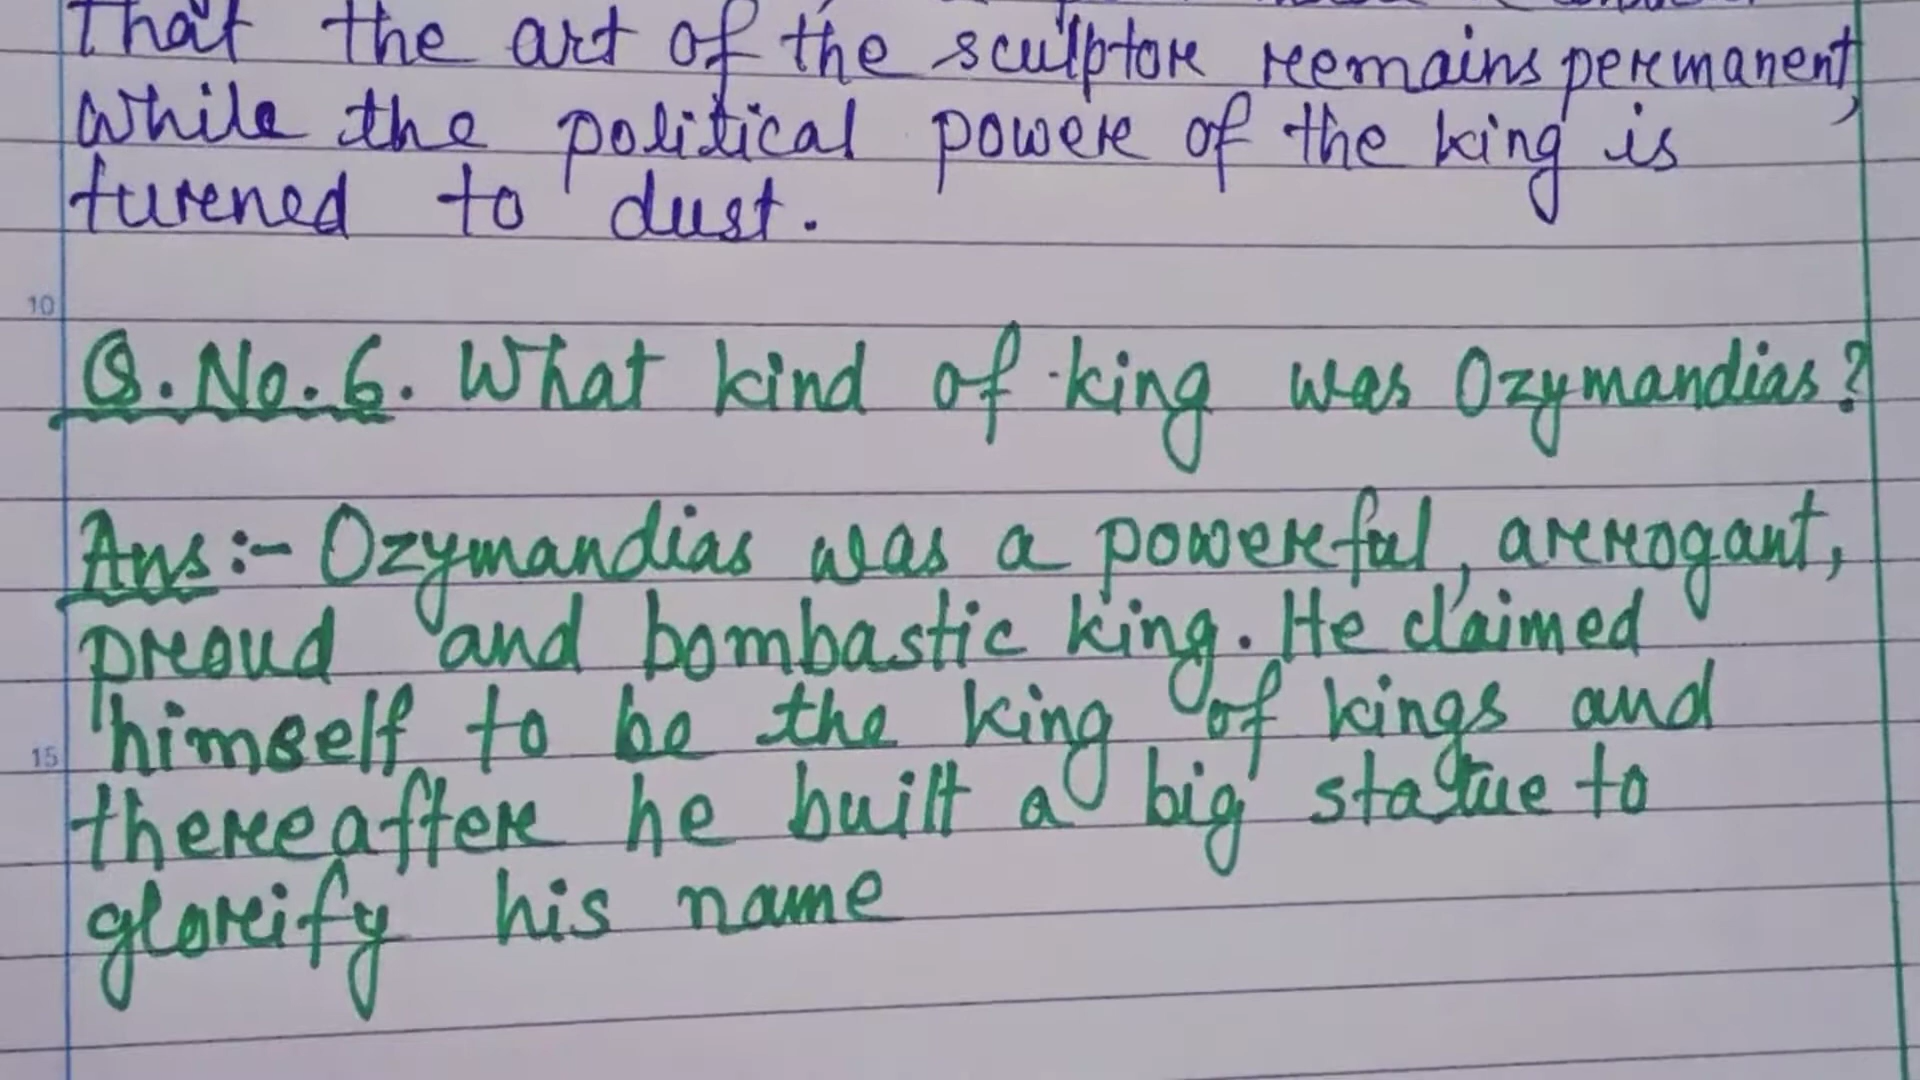 that the art of the sculptor remains permanent,
while the political power of the king is
turned to dust.
10
Q. No. 6. What kind of king was Ozymandias?
Ans:- Ozymandias was a powerful, arrogant,
proud and bombastic king. He claimed
himself to be the king of kings and
15
thereafter he built a big statue to
glorify his name